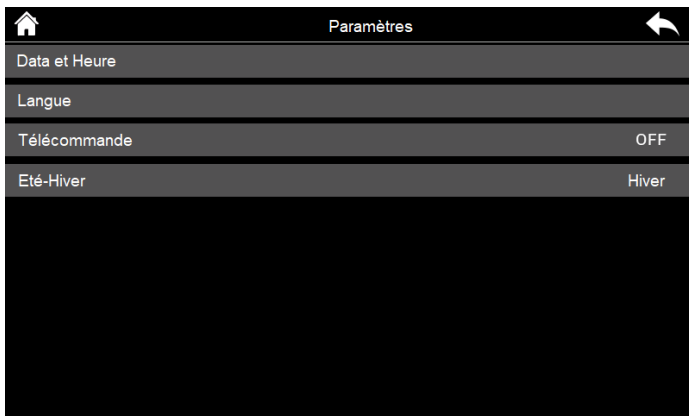 Paramètres
Data et Heure
Langue
Télécommande OFF
Eté-Hiver Hiver